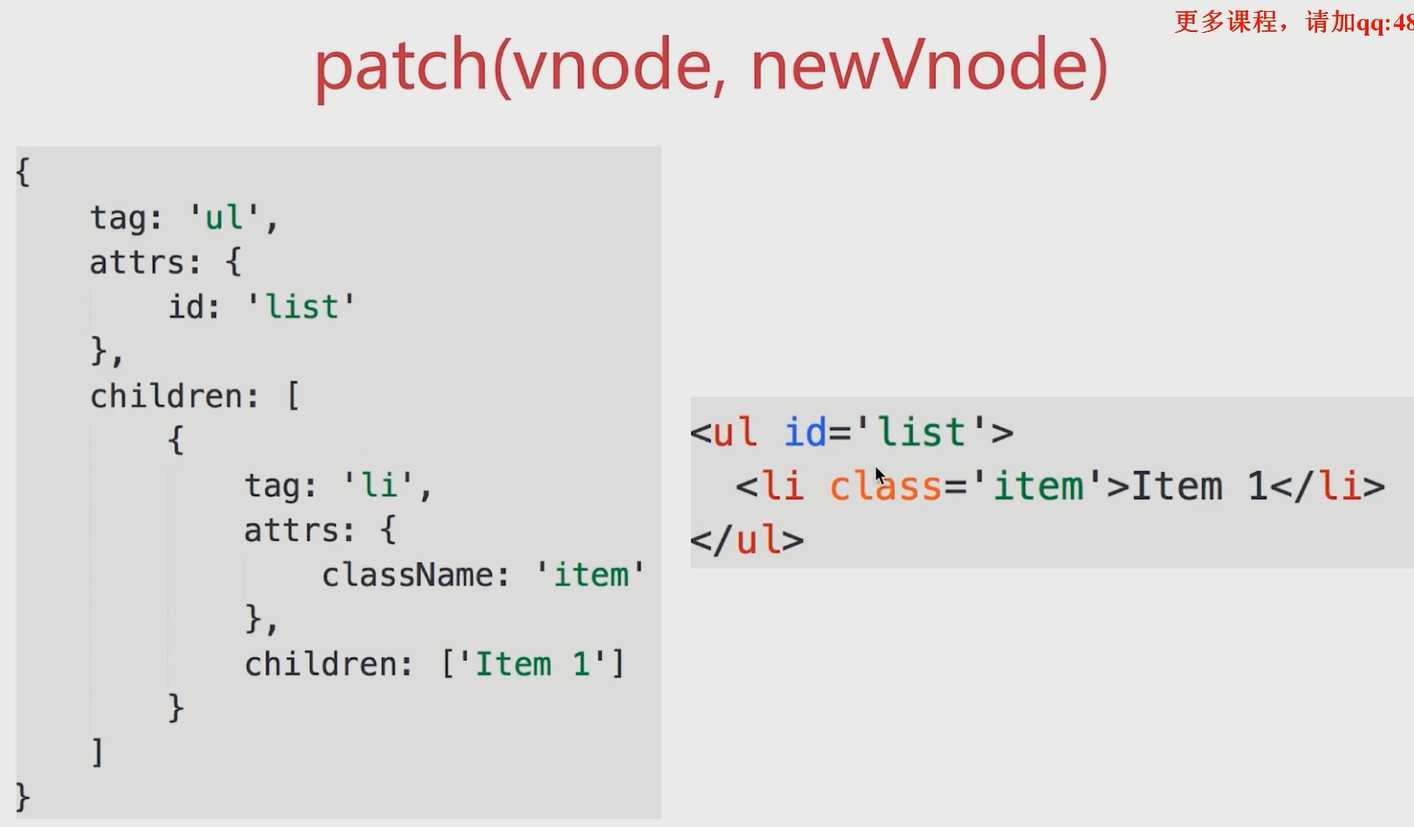 更多课程，请加qq:48
patch(vnode, newVnode)
{
    tag: 'ul',
    attrs: {
        id: 'list'
    },
    children: [
        {
            tag: 'li',
            attrs: {
                className: 'item'
            },
            children: ['Item 1']
        }
    ]
}
<ul id='list'>
  <li class='item'>Item 1</li>
</ul>